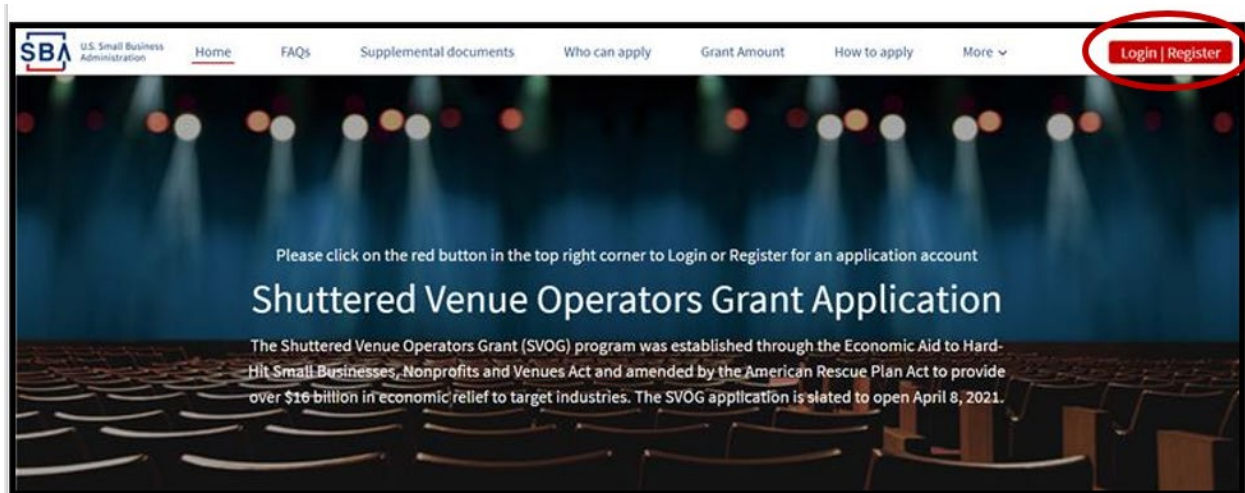 SBA U.S. Small Business Administration Home FAQs Supplemental documents Who can apply Grant Amount How to apply More Login | Register
Please click on the red button in the top right corner to Login or Register for an application account
Shuttered Venue Operators Grant Application
The Shuttered Venue Operators Grant (SVOG) program was established through the Economic Aid to Hard-
Hit Small Businesses, Nonprofits and Venues Act and amended by the American Rescue Plan Act to provide
over $16 billion in economic relief to target industries. The SVOG application is slated to open April 8, 2021.